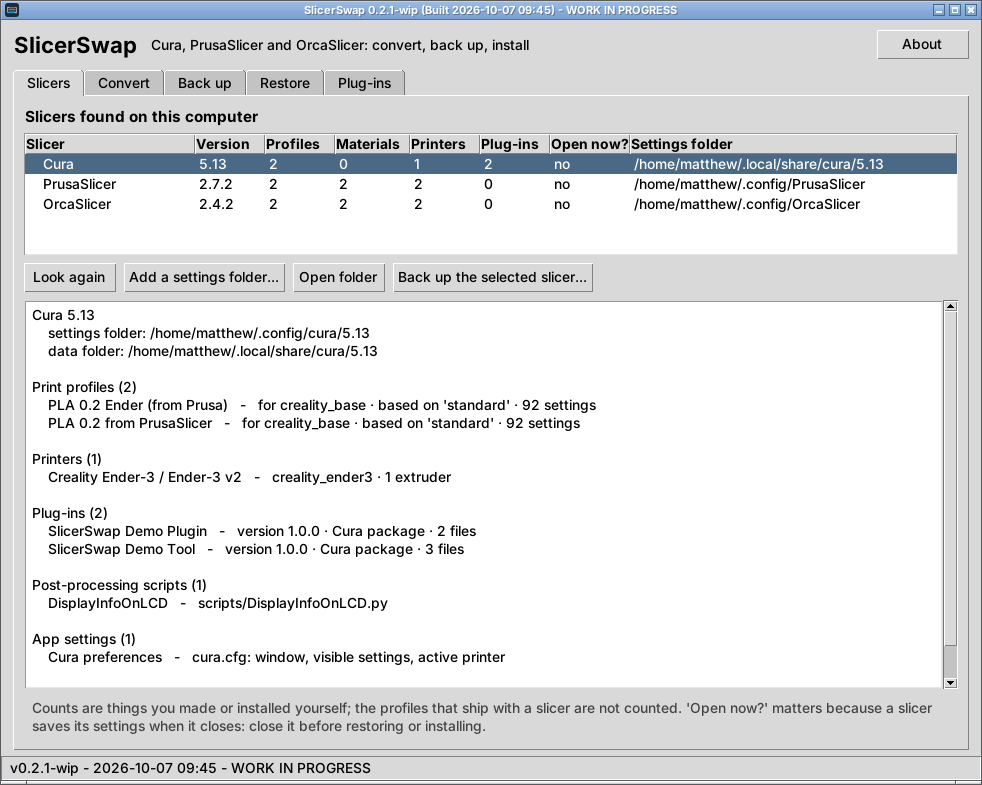 SlicerSwap 0.2.1-wip (Built 2026-10-07 09:45) - WORK IN PROGRESS
SlicerSwap Cura, PrusaSlicer and OrcaSlicer: convert, back up, install About
Slicers Convert Back up Restore Plug-ins
Slicers found on this computer
Slicer Version Profiles Materials Printers Plug-ins Open now? Settings folder
Cura 5.13 2 0 1 2 no /home/matthew/.local/share/cura/5.13
PrusaSlicer 2.7.2 2 2 2 0 no /home/matthew/.config/PrusaSlicer
OrcaSlicer 2.4.2 2 2 2 0 no /home/matthew/.config/OrcaSlicer
Look again Add a settings folder... Open folder Back up the selected slicer...
Cura 5.13
settings folder: /home/matthew/.config/cura/5.13
data folder: /home/matthew/.local/share/cura/5.13
Print profiles (2)
PLA 0.2 Ender (from Prusa) - for creality_base · based on 'standard' · 92 settings
PLA 0.2 from PrusaSlicer - for creality_base · based on 'standard' · 92 settings
Printers (1)
Creality Ender-3 / Ender-3 v2 - creality_ender3 · 1 extruder
Plug-ins (2)
SlicerSwap Demo Plugin - version 1.0.0 · Cura package · 2 files
SlicerSwap Demo Tool - version 1.0.0 · Cura package · 3 files
Post-processing scripts (1)
DisplayInfoOnLCD - scripts/DisplayInfoOnLCD.py
App settings (1)
Cura preferences - cura.cfg: window, visible settings, active printer
Counts are things you made or installed yourself; the profiles that ship with a slicer are not counted. 'Open now?' matters because a slicer
saves its settings when it closes: close it before restoring or installing.
v0.2.1-wip - 2026-10-07 09:45 - WORK IN PROGRESS